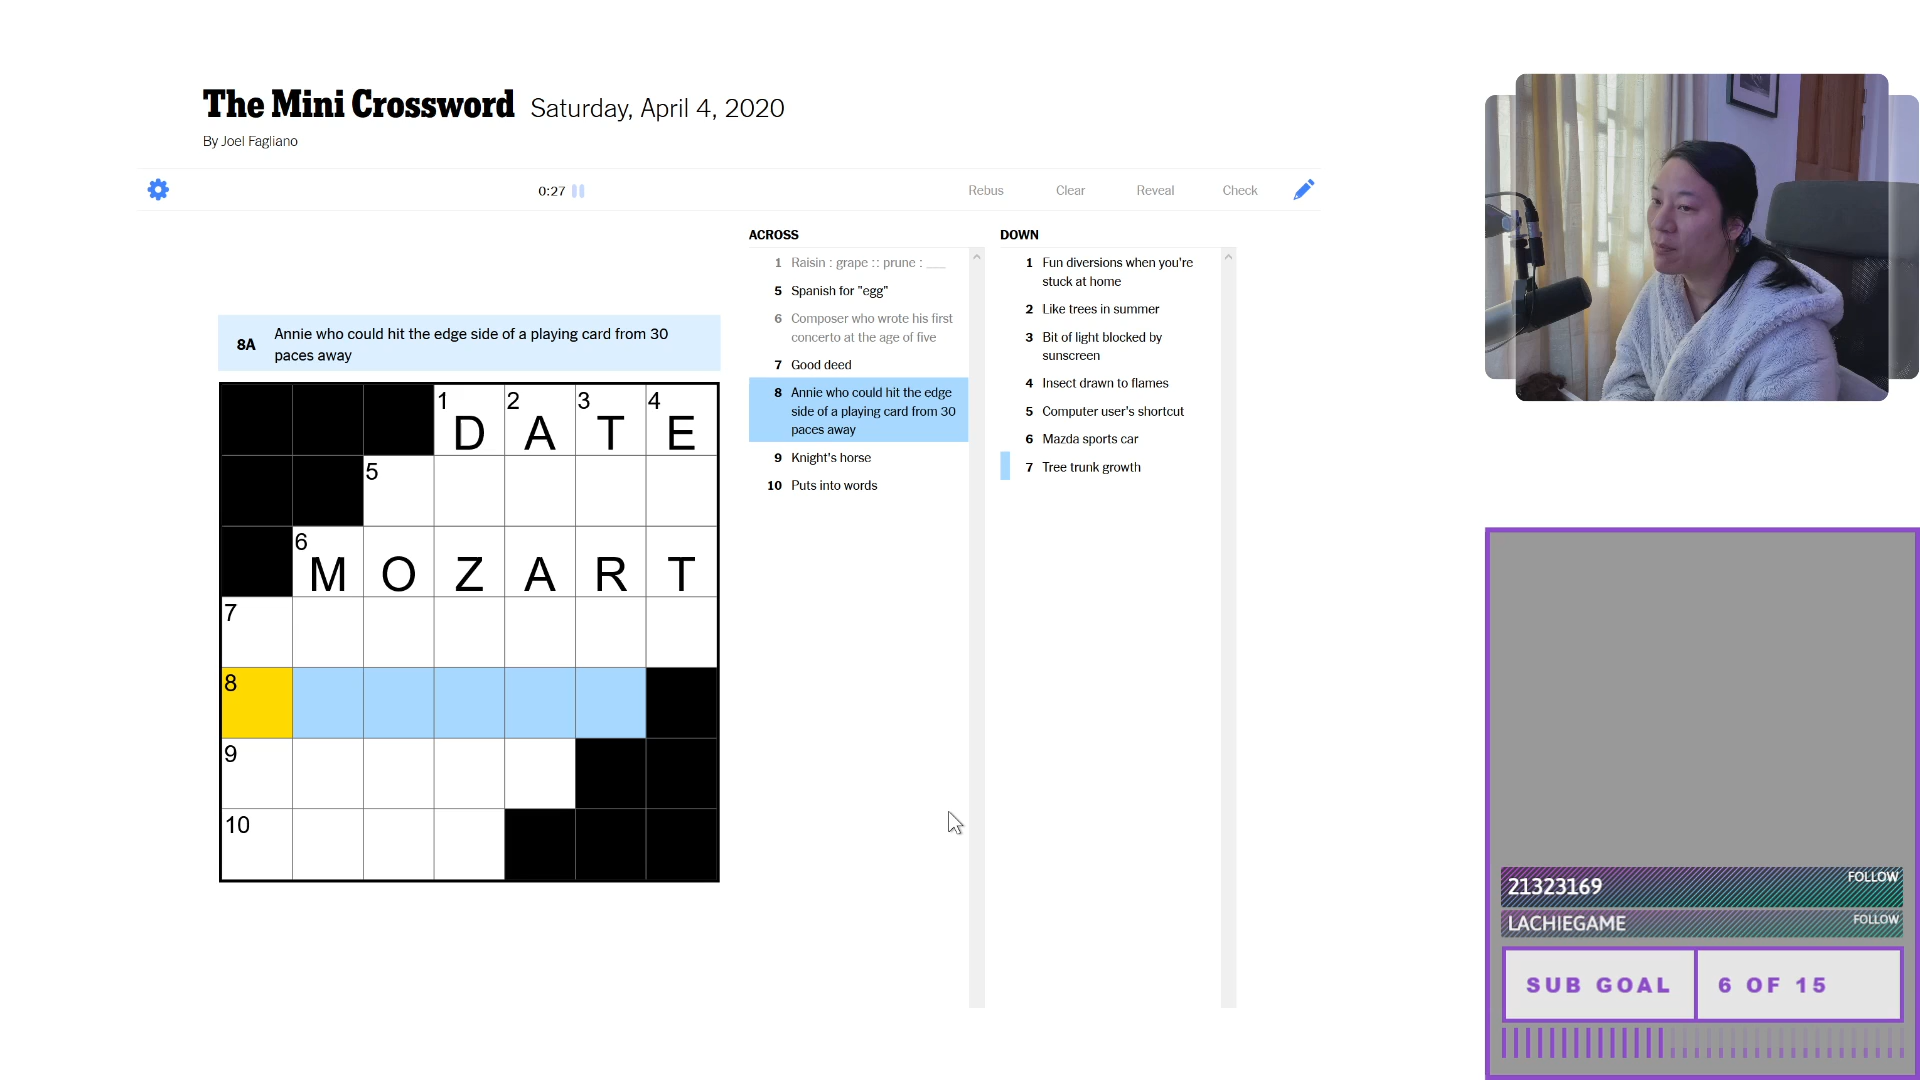 The Mini Crossword Saturday, April 4, 2020
By Joel Fagliano
0:27
Rebus Clear Reveal Check
8A Annie who could hit the edge side of a playing card from 30
paces away
1 2 3 4
D A T E
5
6
M O Z A R T
7
8
9
10
ACROSS
1 Raisin : grape :: prune : ___
5 Spanish for "egg"
6 Composer who wrote his first
concerto at the age of five
7 Good deed
8 Annie who could hit the edge
side of a playing card from 30
paces away
9 Knight's horse
10 Puts into words
DOWN
1 Fun diversions when you're
stuck at home
2 Like trees in summer
3 Bit of light blocked by
sunscreen
4 Insect drawn to flames
5 Computer user's shortcut
6 Mazda sports car
7 Tree trunk growth
21323169 FOLLOW
LACHIEGAME FOLLOW
SUB GOAL 6 OF 15